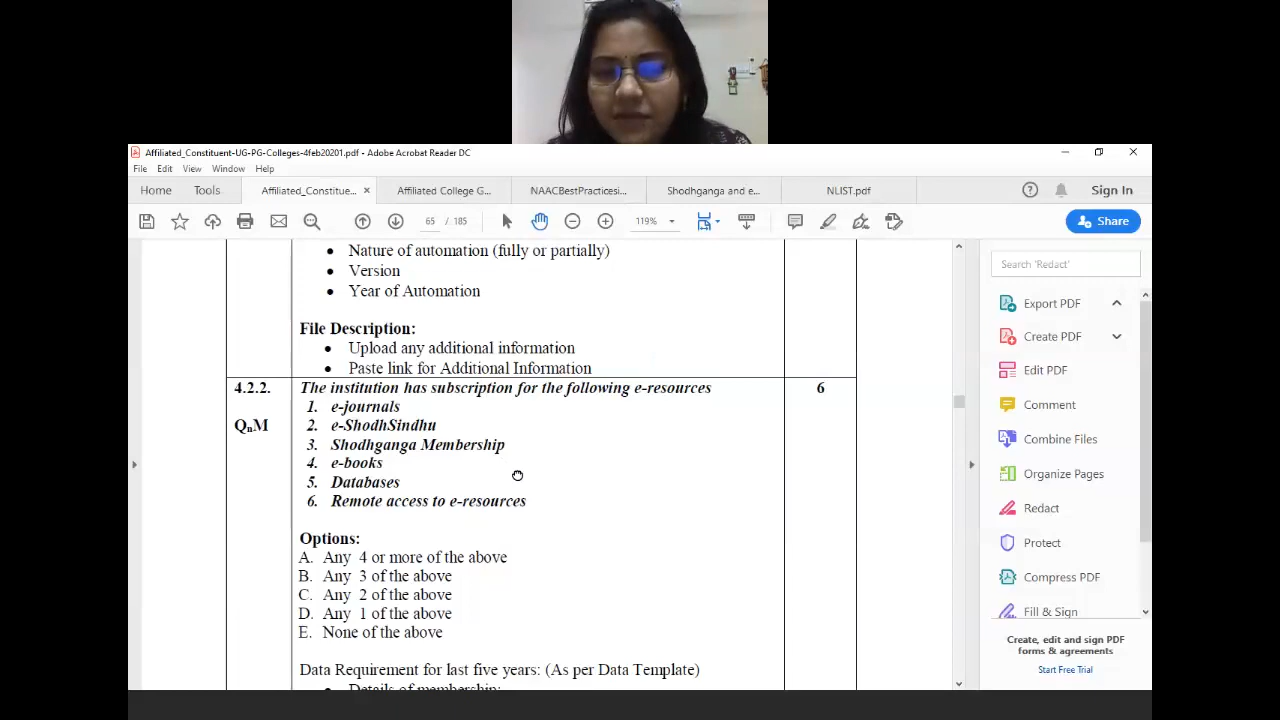 Affiliated_Constituent-UG-PG-Colleges-4feb20201.pdf - Adobe Acrobat Reader DC
File Edit View Window Help
Home Tools Affiliated_Constitue... × Affiliated College G... NAACBestPracticesi... Shodhganga and e... NLIST.pdf Sign In
65 / 185 119% Share
• Nature of automation (fully or partially)
• Version
• Year of Automation
File Description:
• Upload any additional information
• Paste link for Additional Information
4.2.2. The institution has subscription for the following e-resources 6
1. e-journals
QnM 2. e-ShodhSindhu
3. Shodhganga Membership
4. e-books
5. Databases
6. Remote access to e-resources
Options:
A. Any 4 or more of the above
B. Any 3 of the above
C. Any 2 of the above
D. Any 1 of the above
E. None of the above
Data Requirement for last five years: (As per Data Template)
• Details of membership:
Search 'Redact'
Export PDF
Create PDF
Edit PDF
Comment
Combine Files
Organize Pages
Redact
Protect
Compress PDF
Fill & Sign
Create, edit and sign PDF
forms & agreements
Start Free Trial